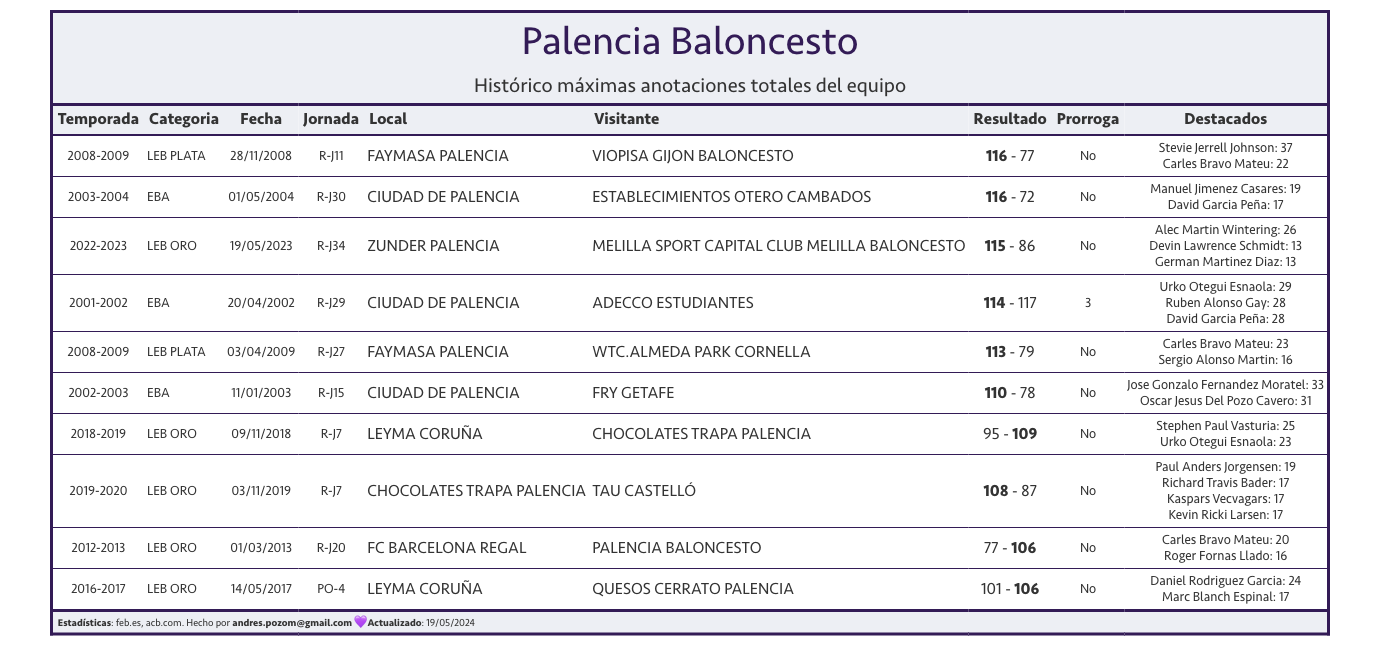 Palencia Baloncesto
Histórico máximas anotaciones totales del equipo
Temporada Categoria Fecha Jornada Local Visitante Resultado Prorroga Destacados
2008-2009 LEB PLATA 28/11/2008 R-J11 FAYMASA PALENCIA VIOPISA GIJON BALONCESTO 116 - 77 No Stevie Jerrell Johnson: 37
Carles Bravo Mateu: 22
2003-2004 EBA 01/05/2004 R-J30 CIUDAD DE PALENCIA ESTABLECIMIENTOS OTERO CAMBADOS 116 - 72 No Manuel Jimenez Casares: 19
David Garcia Peña: 17
2022-2023 LEB ORO 19/05/2023 R-J34 ZUNDER PALENCIA MELILLA SPORT CAPITAL CLUB MELILLA BALONCESTO 115 - 86 No Alec Martin Wintering: 26
Devin Lawrence Schmidt: 13
German Martinez Diaz: 13
2001-2002 EBA 20/04/2002 R-J29 CIUDAD DE PALENCIA ADECCO ESTUDIANTES 114 - 117 3 Urko Otegui Esnaola: 29
Ruben Alonso Gay: 28
David Garcia Peña: 28
2008-2009 LEB PLATA 03/04/2009 R-J27 FAYMASA PALENCIA WTC.ALMEDA PARK CORNELLA 113 - 79 No Carles Bravo Mateu: 23
Sergio Alonso Martin: 16
2002-2003 EBA 11/01/2003 R-J15 CIUDAD DE PALENCIA FRY GETAFE 110 - 78 No Jose Gonzalo Fernandez Moratel: 33
Oscar Jesus Del Pozo Cavero: 31
2018-2019 LEB ORO 09/11/2018 R-J7 LEYMA CORUÑA CHOCOLATES TRAPA PALENCIA 95 - 109 No Stephen Paul Vasturia: 25
Urko Otegui Esnaola: 23
2019-2020 LEB ORO 03/11/2019 R-J7 CHOCOLATES TRAPA PALENCIA TAU CASTELLÓ 108 - 87 No Paul Anders Jorgensen: 19
Richard Travis Bader: 17
Kaspars Vecvagars: 17
Kevin Ricki Larsen: 17
2012-2013 LEB ORO 01/03/2013 R-J20 FC BARCELONA REGAL PALENCIA BALONCESTO 77 - 106 No Carles Bravo Mateu: 20
Roger Fornas Llado: 16
2016-2017 LEB ORO 14/05/2017 PO-4 LEYMA CORUÑA QUESOS CERRATO PALENCIA 101 - 106 No Daniel Rodriguez Garcia: 24
Marc Blanch Espinal: 17
Estadísticas: feb.es, acb.com. Hecho por andres.pozom@gmail.com 💜Actualizado: 19/05/2024